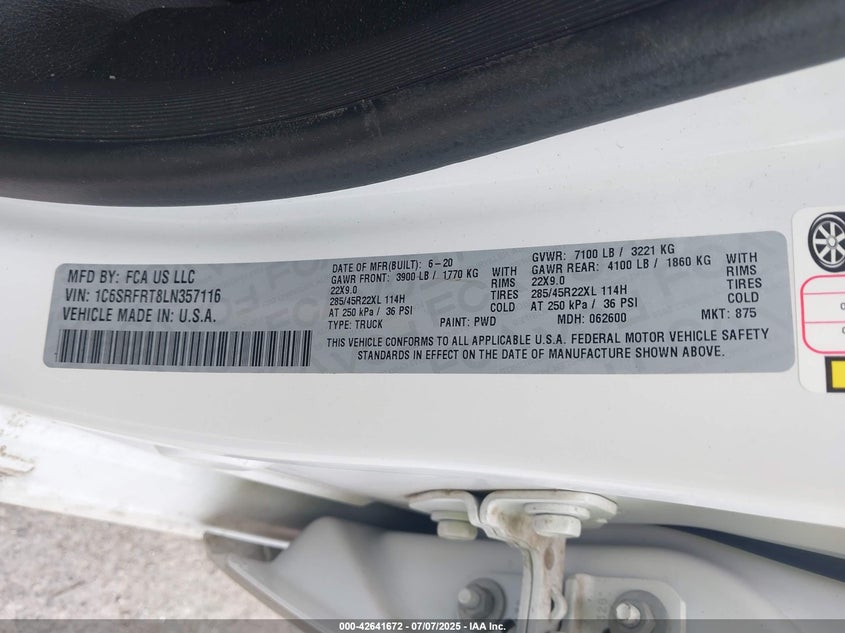 MFD BY: FCA US LLC
VIN: 1C6SRFRT8LN357116
VEHICLE MADE IN: U.S.A.
DATE OF MFR(BUILT): 6-20
GAWR FRONT: 3900 LB / 1770 KG WITH
22X9.0 RIMS
285/45R22XL 114H TIRES
AT 250 kPa / 36 PSI COLD
TYPE: TRUCK PAINT: PWD
GVWR: 7100 LB / 3221 KG
GAWR REAR: 4100 LB / 1860 KG WITH
22X9.0 RIMS
285/45R22XL 114H TIRES
AT 250 kPa / 36 PSI COLD
MDH: 062600 MKT: 875
THIS VEHICLE CONFORMS TO ALL APPLICABLE U.S.A. FEDERAL MOTOR VEHICLE SAFETY
STANDARDS IN EFFECT ON THE DATE OF MANUFACTURE SHOWN ABOVE.
000-42641672 / 07/07/2025 - IAA Inc.